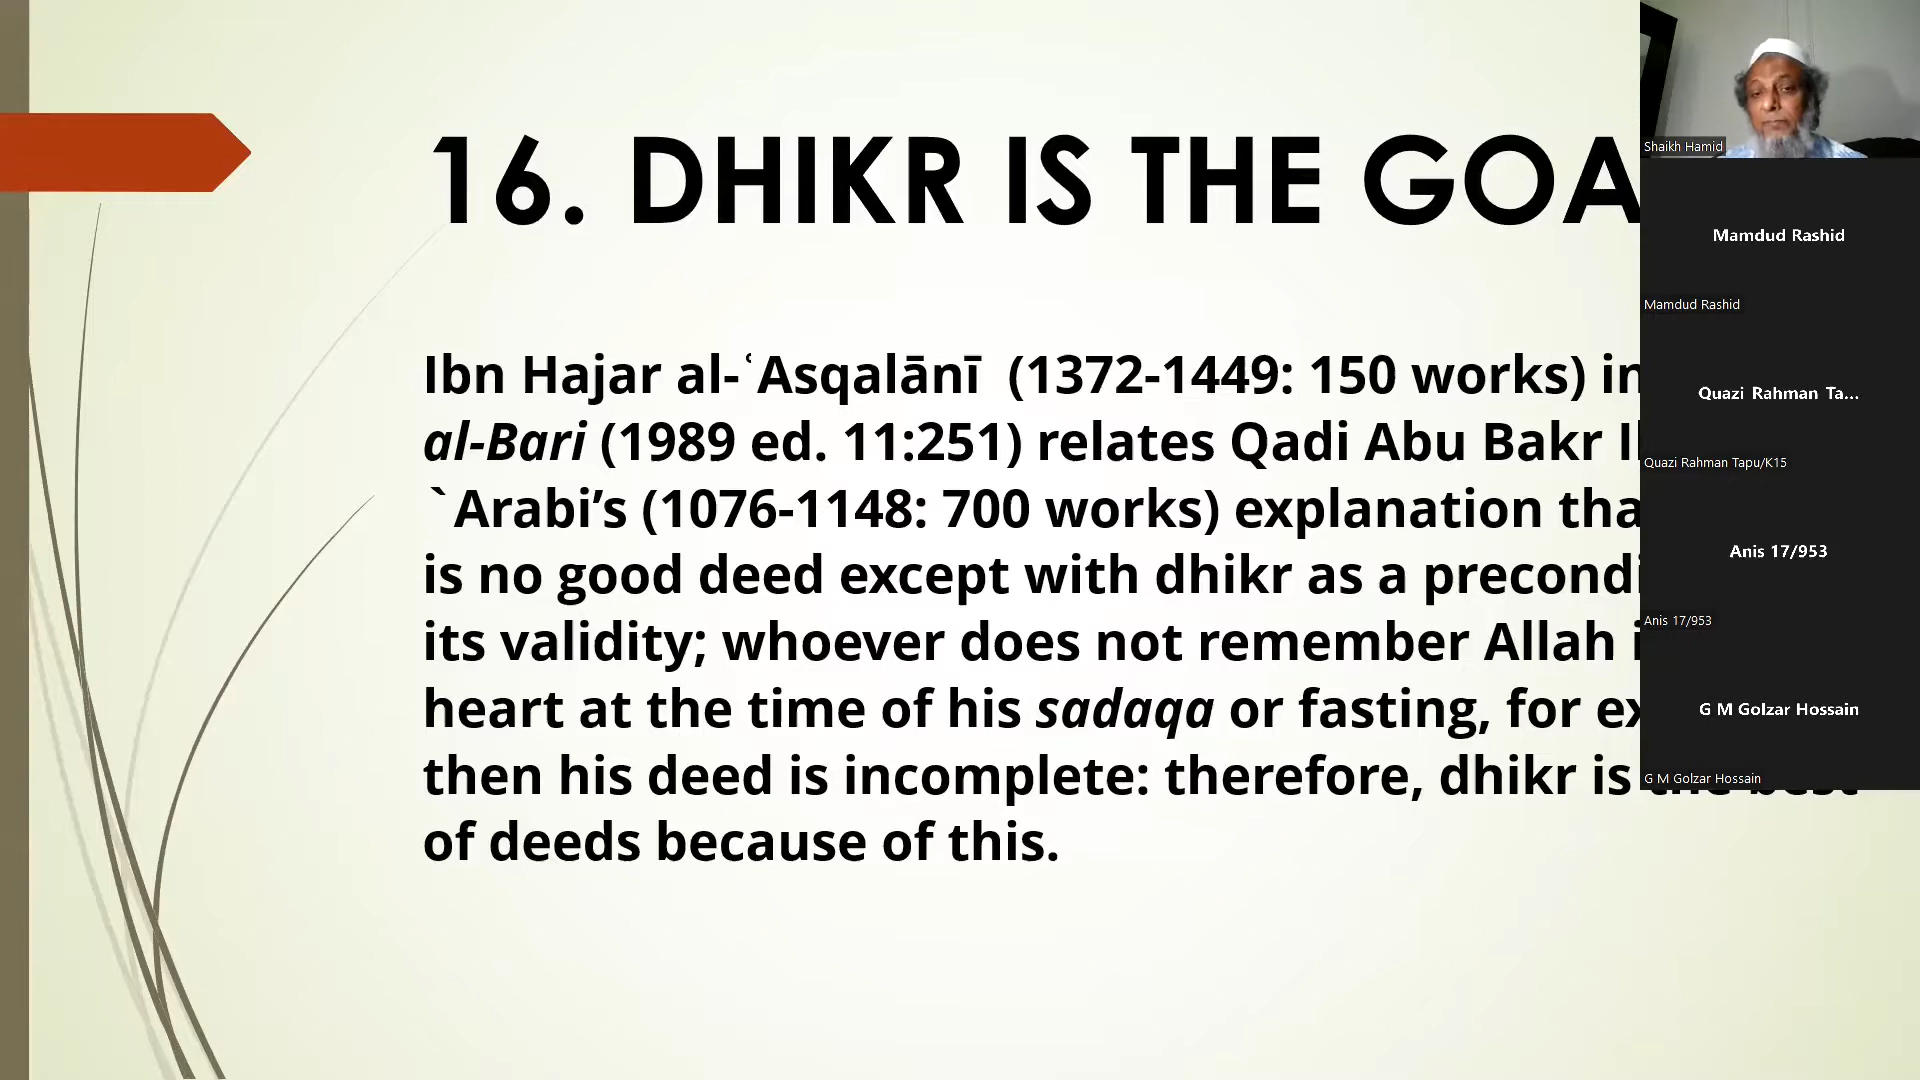 16. DHIKR IS THE GOA
Ibn Hajar al-ʿAsqalānī (1372-1449: 150 works) in
al-Bari (1989 ed. 11:251) relates Qadi Abu Bakr
`Arabi’s (1076-1148: 700 works) explanation tha
is no good deed except with dhikr as a precondi
its validity; whoever does not remember Allah
heart at the time of his sadaqa or fasting, for ex
then his deed is incomplete: therefore, dhikr is the best
of deeds because of this.
Shaikh Hamid
Mamdud Rashid
Mamdud Rashid
Quazi Rahman Ta...
Quazi Rahman Tapu/K15
Anis 17/953
Anis 17/953
G M Golzar Hossain
G M Golzar Hossain